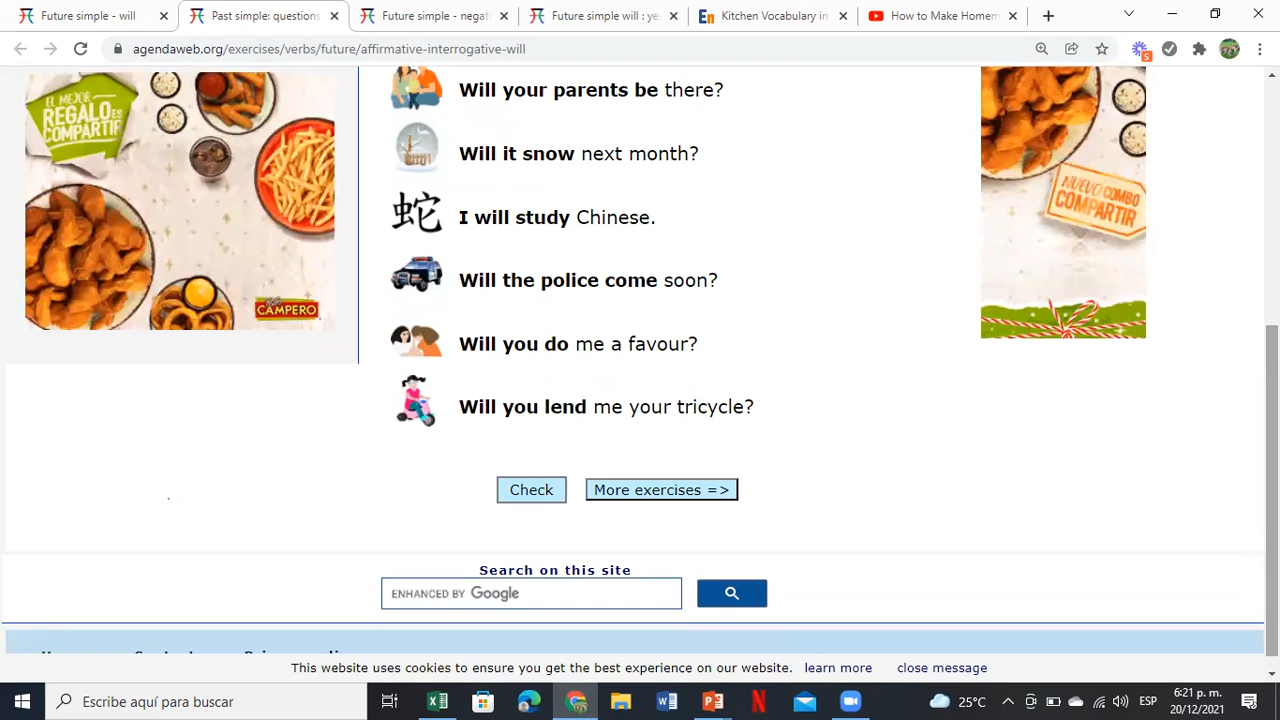 Future simple - will
Past simple: questions
Future simple - negati
Future simple will : ye
Kitchen Vocabulary in
How to Make Homem
agendaweb.org/exercises/verbs/future/affirmative-interrogative-will
5
EL MEJOR
REGALO ES
COMPARTIR
CAMPERO
Will your parents be there?
Will it snow next month?
蛇 I will study Chinese.
Will the police come soon?
Will you do me a favour?
Will you lend me your tricycle?
NUEVO COMBO
COMPARTIR
Check
More exercises =>
Search on this site
ENHANCED BY Google
This website uses cookies to ensure you get the best experience on our website. learn more close message
Escribe aquí para buscar
25°C
ESP
6:21 p. m.
20/12/2021